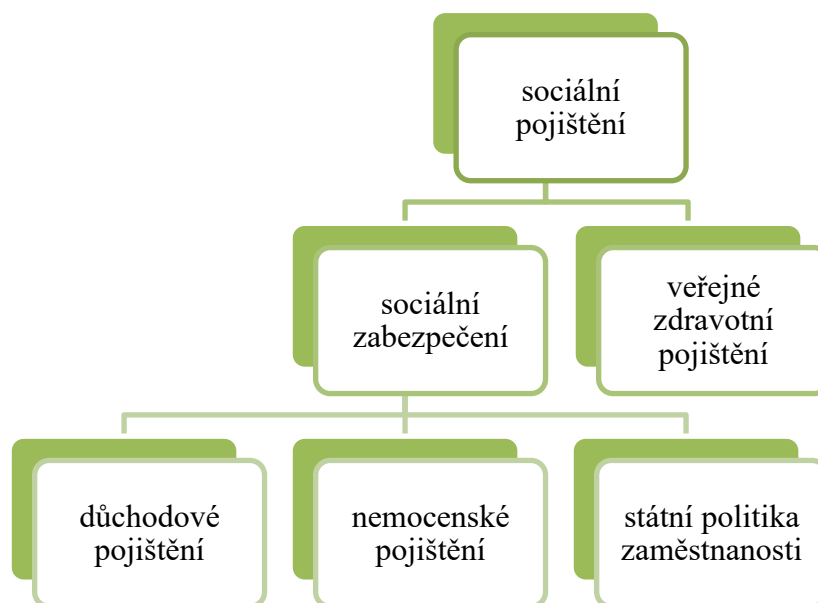 sociální
pojištění
sociální
zabezpečení
veřejné
zdravotní
pojištění
důchodové
pojištění
nemocenské
pojištění
státní politika
zaměstnanosti